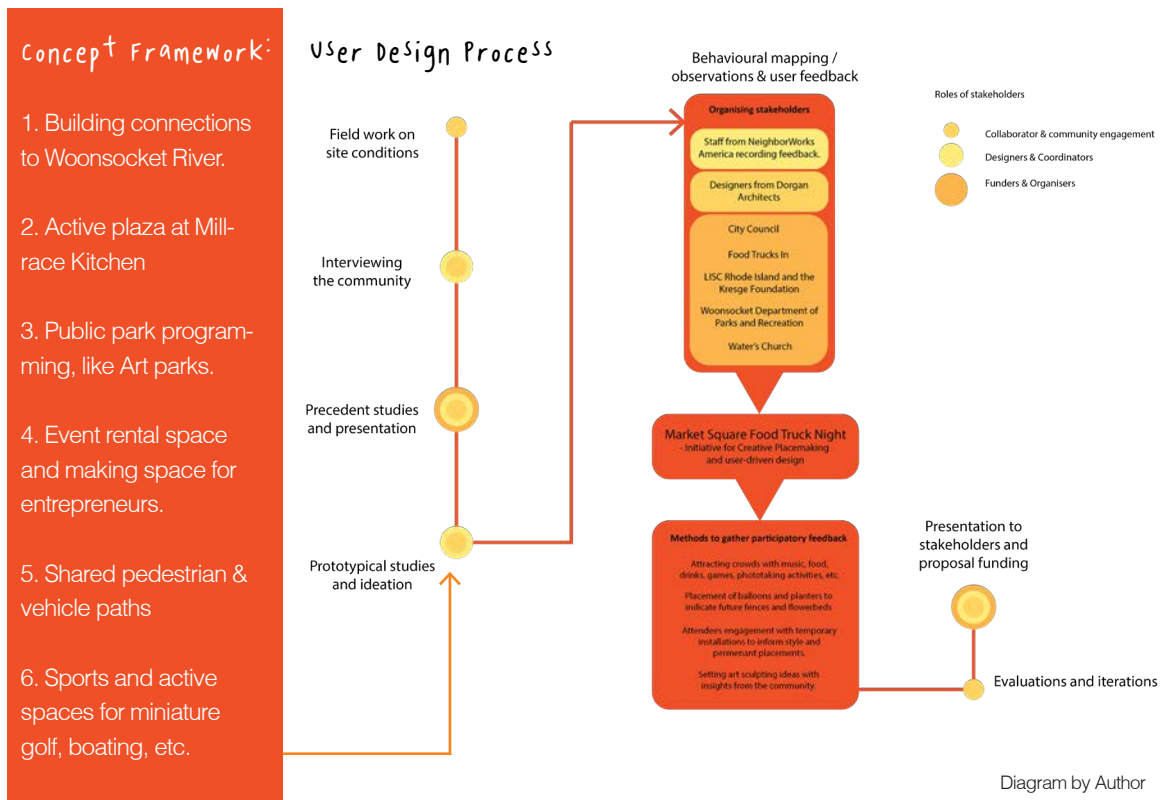 Concept Framework:
1. Building connections
to Woonsocket River.
2. Active plaza at Mill-
race Kitchen
3. Public park program-
ming, like Art parks.
4. Event rental space
and making space for
entrepreneurs.
5. Shared pedestrian &
vehicle paths
6. Sports and active
spaces for miniature
golf, boating, etc.
User Design Process
Field work on
site conditions
Interviewing
the community
Precedent studies
and presentation
Prototypical studies
and ideation
Behavioural mapping /
observations & user feedback
Organising stakeholders
Staff from NeighborWorks
America recording feedback.
Designers from Dorgan
Architects
City Council
Food Trucks In
LISC Rhode Island and the
Kresge Foundation
Woonsocket Department of
Parks and Recreation
Water's Church
Market Square Food Truck Night
- Initiative for Creative Placemaking
and user-driven design
Methods to gather participatory feedback
Attracting crowds with music, food,
drinks, games, phototaking activities, etc.
Placement of balloons and planters to
indicate future fences and flowerbeds
Attendees engagement with temporary
installations to inform style and
permenant placements.
Setting art sculpting ideas with
insights from the community.
Presentation to
stakeholders and
proposal funding
Evaluations and iterations
Roles of stakeholders
Collaborator & community engagement
Designers & Coordinators
Funders & Organisers
Diagram by Author